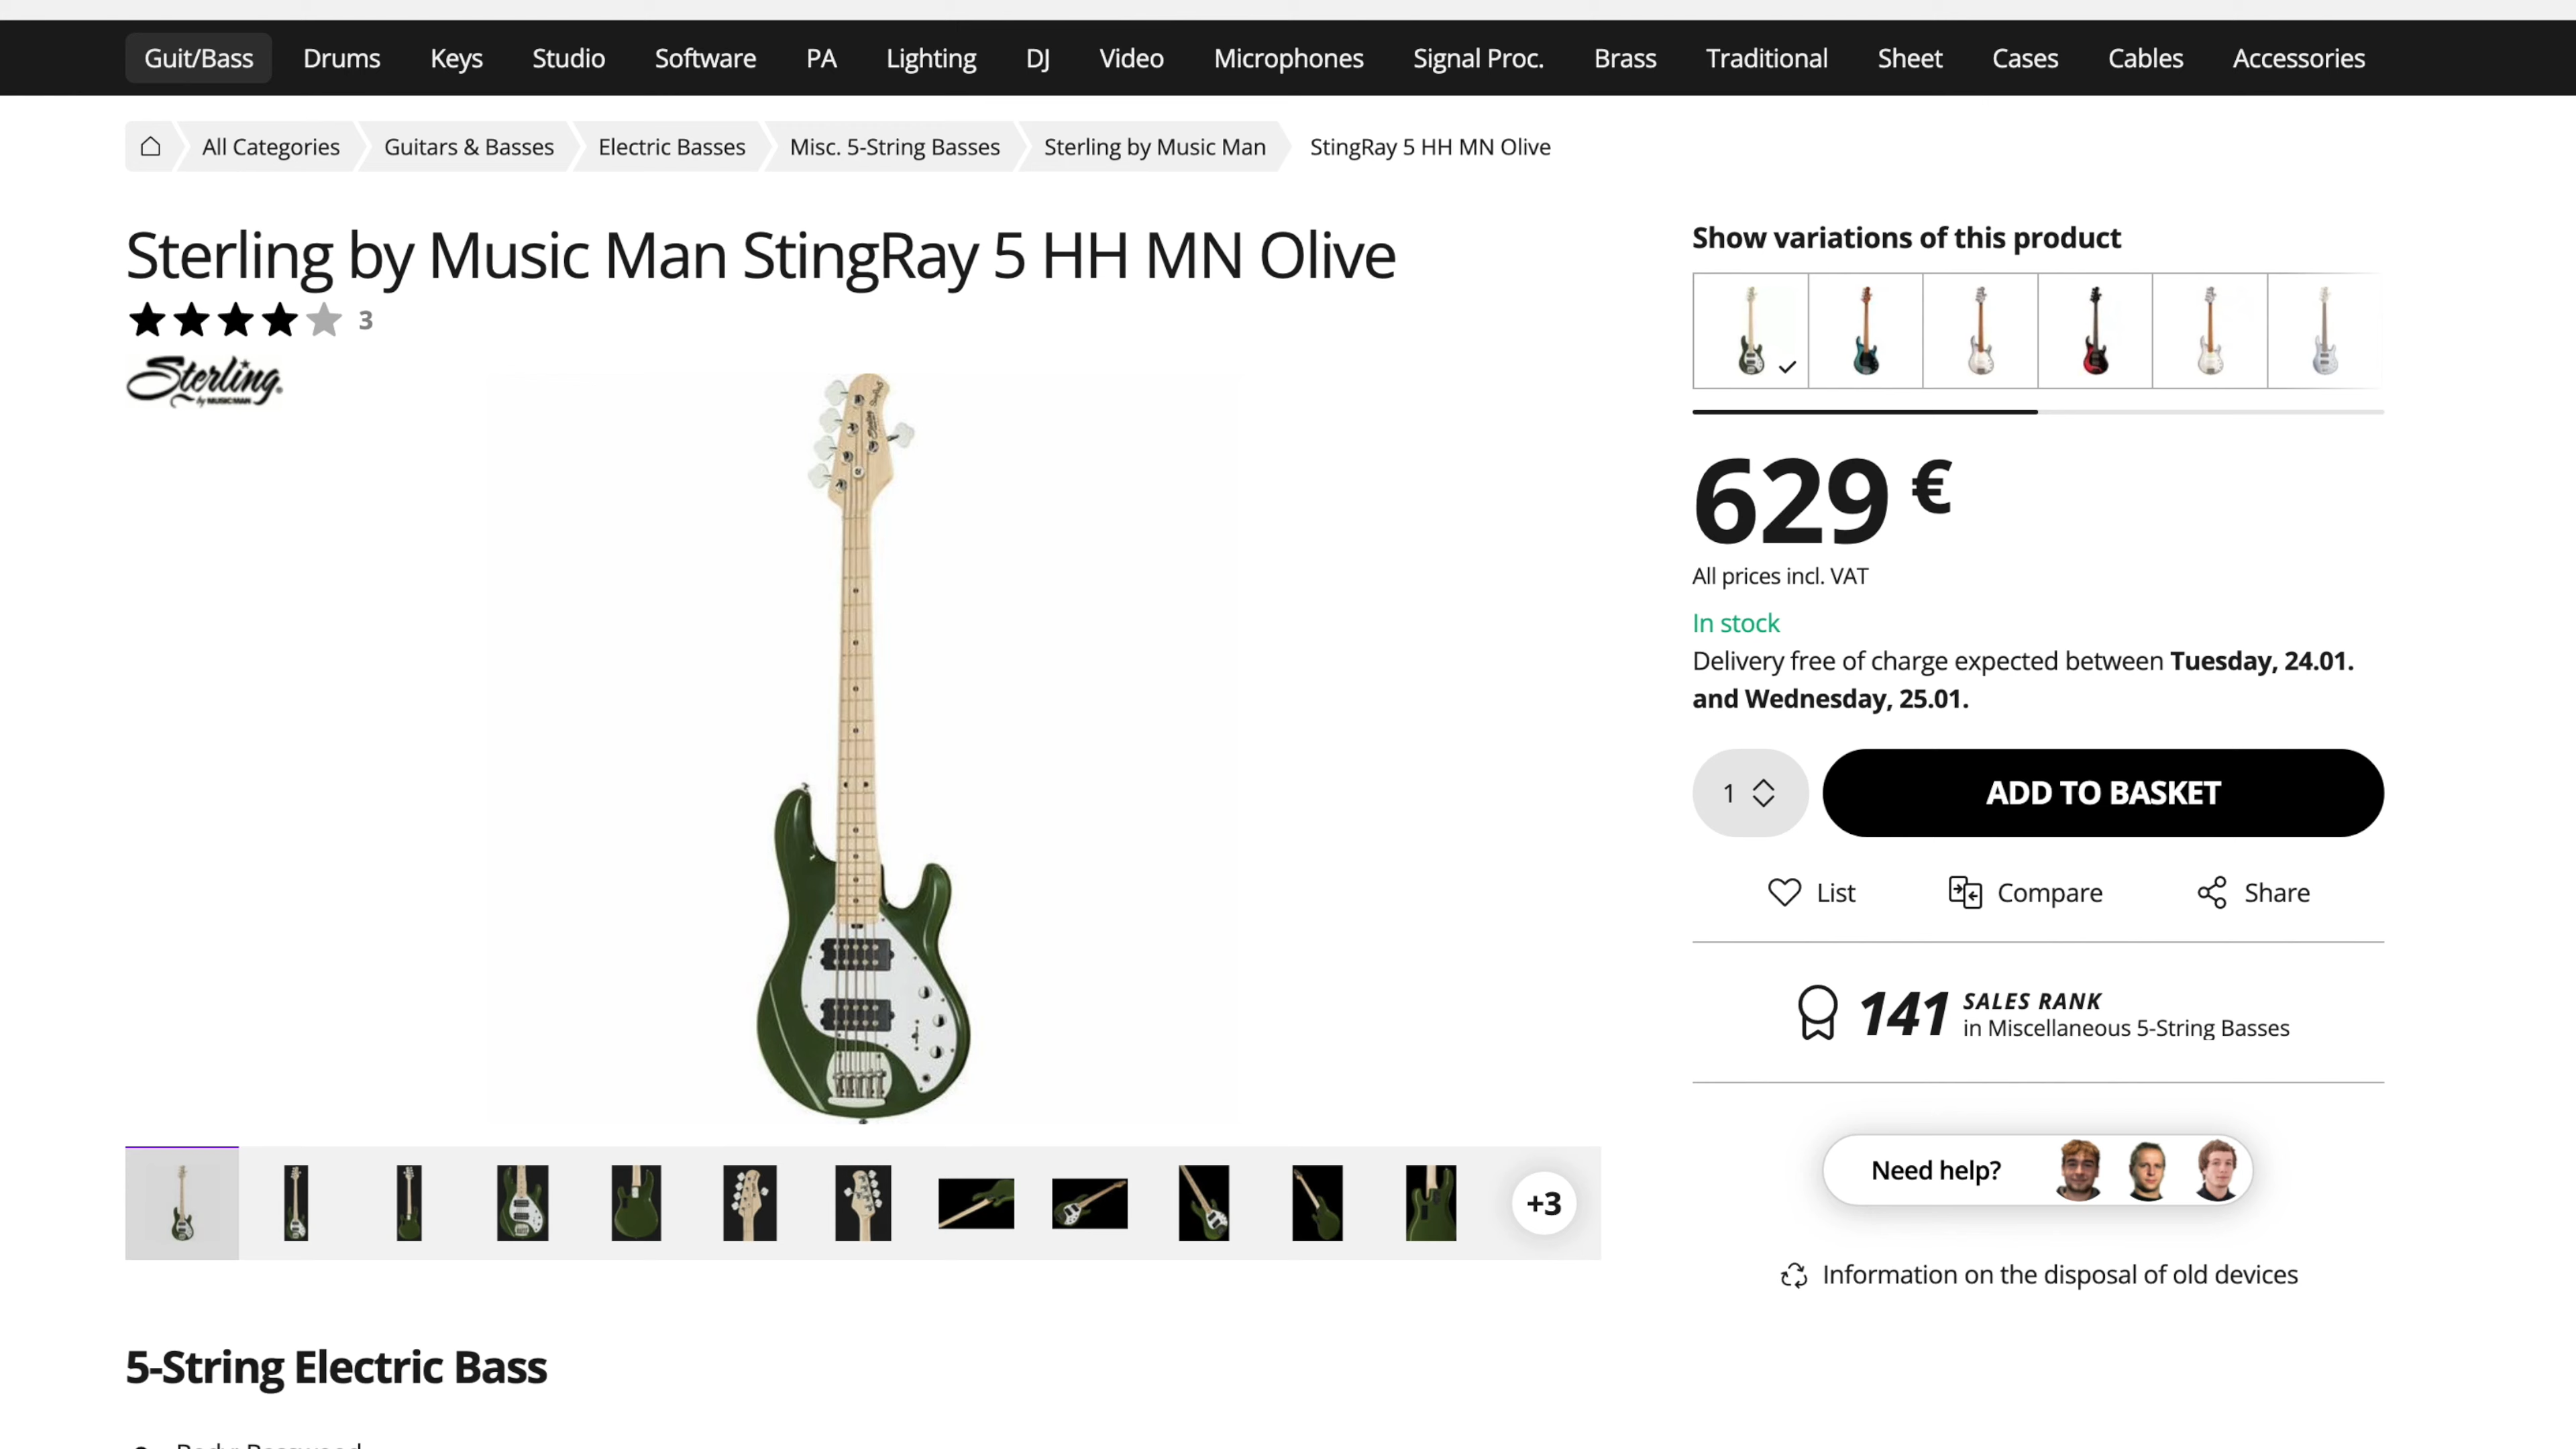 Guit/Bass Drums Keys Studio Software PA Lighting DJ Video Microphones Signal Proc. Brass Traditional Sheet Cases Cables Accessories
All Categories Guitars & Basses Electric Basses Misc. 5-String Basses Sterling by Music Man StingRay 5 HH MN Olive
Sterling by Music Man StingRay 5 HH MN Olive
3
Sterling
by MUSIC MAN
Show variations of this product
629 €
All prices incl. VAT
In stock
Delivery free of charge expected between Tuesday, 24.01.
and Wednesday, 25.01.
1 ADD TO BASKET
List Compare Share
141 SALES RANK
in Miscellaneous 5-String Basses
+3
Need help?
Information on the disposal of old devices
5-String Electric Bass